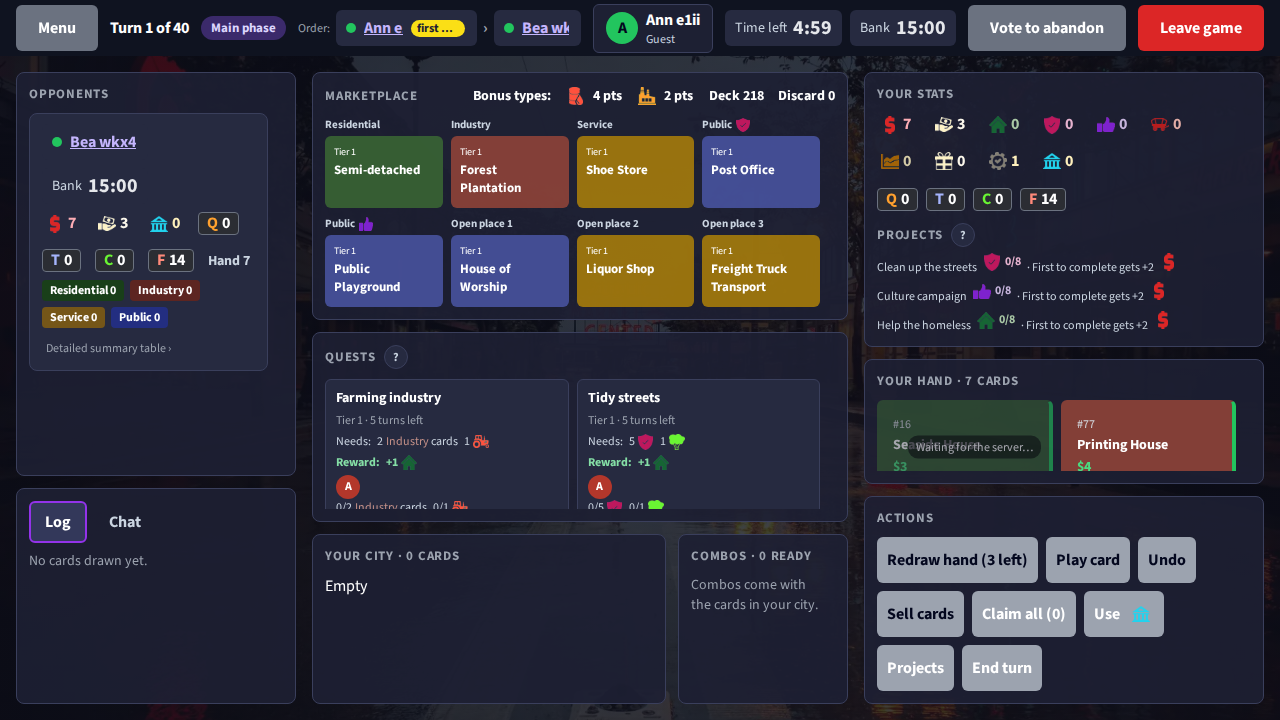 Menu
Turn 1 of 40
Main phase
Order:
Ann e
first ...
›
Bea wk
A
Ann e1ii
Guest
Time left 4:59
Bank 15:00
Vote to abandon
Leave game
OPPONENTS
Bea wkx4
Bank 15:00
7
3
0
Q 0
T 0
C 0
F 14
Hand 7
Residential 0
Industry 0
Service 0
Public 0
Detailed summary table ›
Log
Chat
No cards drawn yet.
MARKETPLACE
Bonus types:
4 pts
2 pts
Deck 218
Discard 0
Residential
Industry
Service
Public
Tier 1
Semi-detached
Tier 1
Forest
Plantation
Tier 1
Shoe Store
Tier 1
Post Office
Public
Open place 1
Open place 2
Open place 3
Tier 1
Public
Playground
Tier 1
House of
Worship
Tier 1
Liquor Shop
Tier 1
Freight Truck
Transport
QUESTS
?
Farming industry
Tier 1 · 5 turns left
Needs: 2 Industry cards 1
Reward: +1
A
0/2 Industry cards 0/1
Tidy streets
Tier 1 · 5 turns left
Needs: 5 1
Reward: +1
A
0/5 0/1
YOUR CITY · 0 CARDS
Empty
COMBOS · 0 READY
Combos come with
the cards in your city.
YOUR STATS
7
3
0
0
0
0
0
0
1
0
Q 0
T 0
C 0
F 14
PROJECTS
?
Clean up the streets 0/8 · First to complete gets +2
Culture campaign 0/8 · First to complete gets +2
Help the homeless 0/8 · First to complete gets +2
YOUR HAND · 7 CARDS
#16
$3
Waiting for the server...
#77
Printing House
$4
ACTIONS
Redraw hand (3 left)
Play card
Undo
Sell cards
Claim all (0)
Use
Projects
End turn